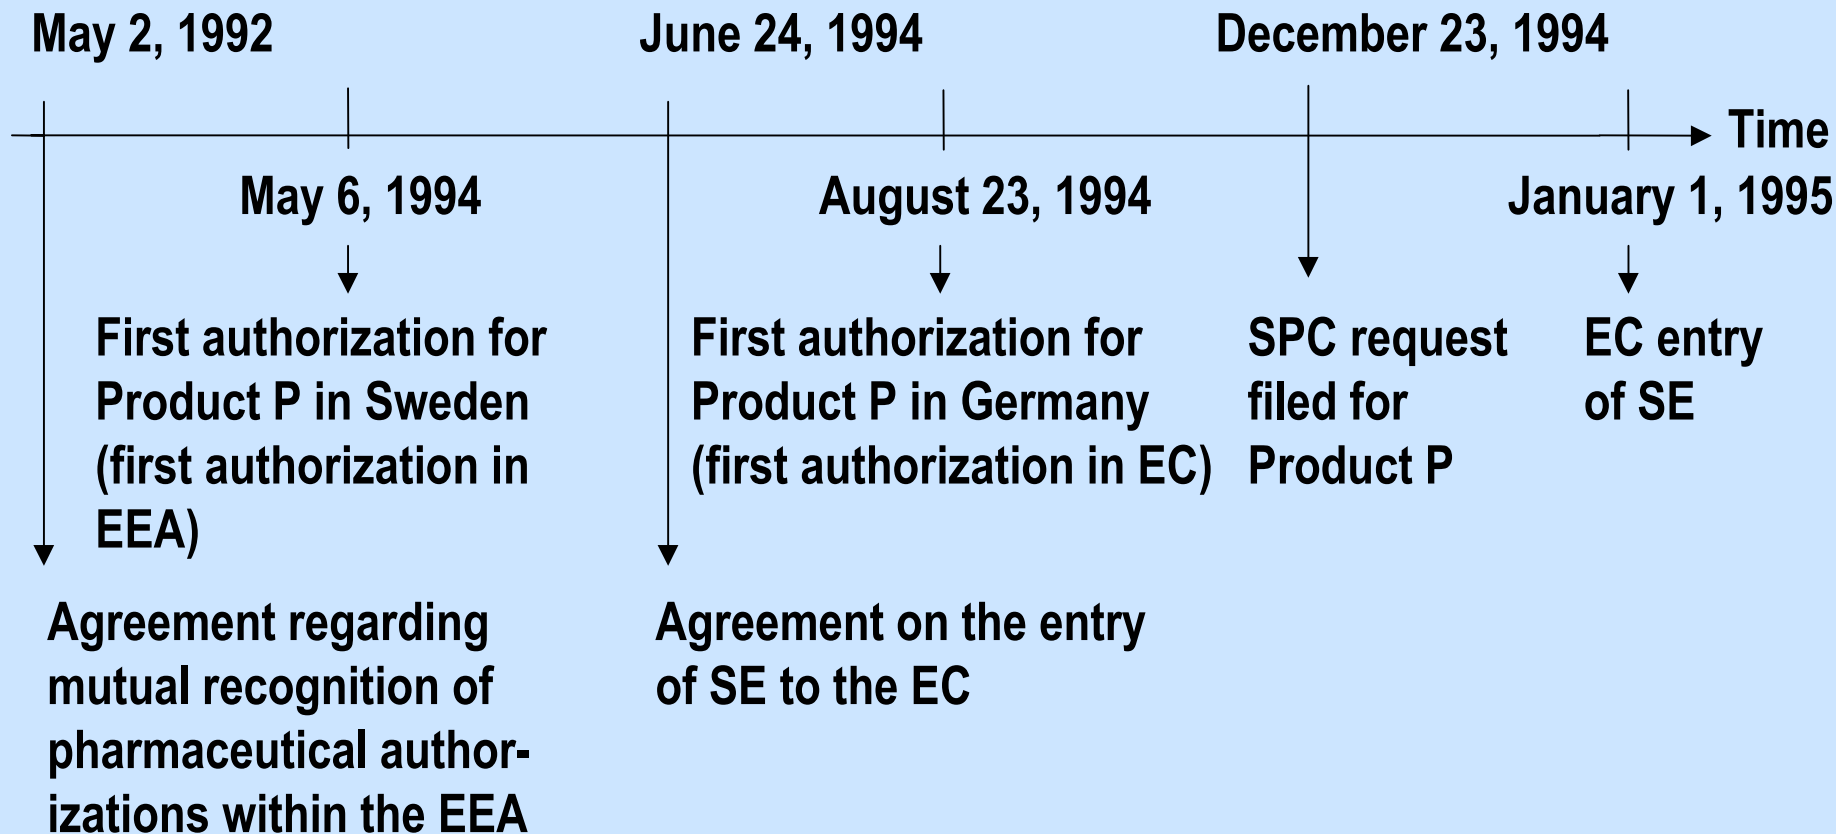 May 2, 1992
June 24, 1994
December 23, 1994
Time
May 6, 1994
August 23, 1994
January 1, 1995
First authorization for
Product P in Sweden
(first authorization in
EEA)
First authorization for
Product P in Germany
(first authorization in EC)
SPC request
filed for
Product P
EC entry
of SE
Agreement regarding
mutual recognition of
pharmaceutical author-
izations within the EEA
Agreement on the entry
of SE to the EC